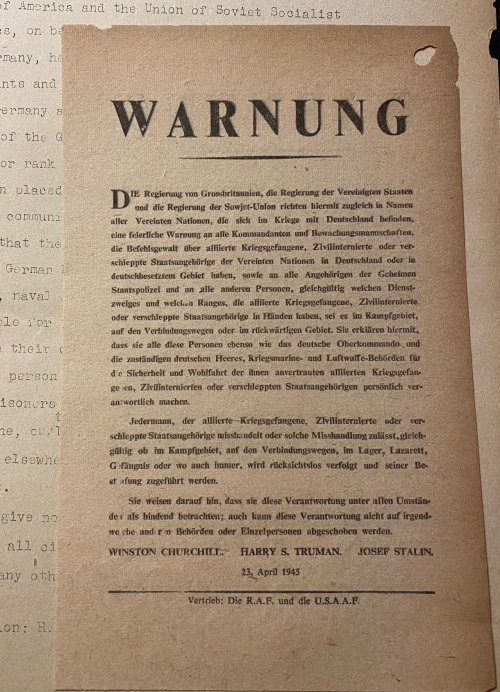 of America and the Union of Soviet Socialist
es, on be
many, he
nts and
ermany a
of the G
or rank
n placed
communi
that the
German
, naval
ble for
their
person
isoners
ne, civil
elsewhe
give no
all ci
any oth
ion: R.
WARNUNG
DIE Regierung von Grossbritannien, die Regierung der Vereinigten Staaten
und die Regierung der Sowjet-Union richten hiermit zugleich in Namen
aller Vereinten Nationen, die sich im Kriege mit Deutschland befinden,
eine feierliche Warnung an alle Kommandanten und Bewachungsmannschaften,
die Befehlsgewalt über alliierte Kriegsgefangene, Zivilinternierte oder ver-
schleppte Staatsangehörige der Vereinten Nationen in Deutschland oder in
deutschbesetztem Gebiet haben, sowie an alle Angehörigen der Geheimen
Staatspolizei und an alle anderen Personen, gleichgültig welchen Dienst-
zweiges und welchen Ranges, die alliierte Kriegsgefangene, Zivilinternierte
oder verschleppte Staatsangehörige in Händen haben, sei es im Kampfgebiet,
auf den Verbindungswegen oder im rückwärtigen Gebiet. Sie erklären hiermit,
dass sie alle diese Personen ebenso wie das deutsche Oberkommando und
die zuständigen deutschen Heeres, Kriegsmarine- und Luftwaffe-Behörden für
die Sicherheit und Wohlfahrt der ihnen anvertrauten alliierten Kriegsgefan-
genen, Zivilinternierten oder verschleppten Staatsangehörigen persönlich ver-
antwortlich machen.
Jedermann, der alliierte Kriegsgefangene, Zivilinternierte oder ver-
schleppte Staatsangehörige misshandelt oder solche Misshandlung zulässt, gleich-
gültig ob im Kampfgebiet, auf den Verbindungswegen, im Lager, Lazarett,
Gefängnis oder wo auch immer, wird rücksichtslos verfolgt und seiner Be-
strafung zugeführt werden.
Sie weisen darauf hin, dass sie diese Verantwortung unter allen Umstän-
den als bindend betrachten; auch kann diese Verantwortung nicht auf irgend-
welche anderen Behörden oder Einzelpersonen abgeschoben werden.
WINSTON CHURCHILL. HARRY S. TRUMAN. JOSEF STALIN.
23. April 1945
Vertrieb: Die R.A.F. und die U.S.A.A.F.